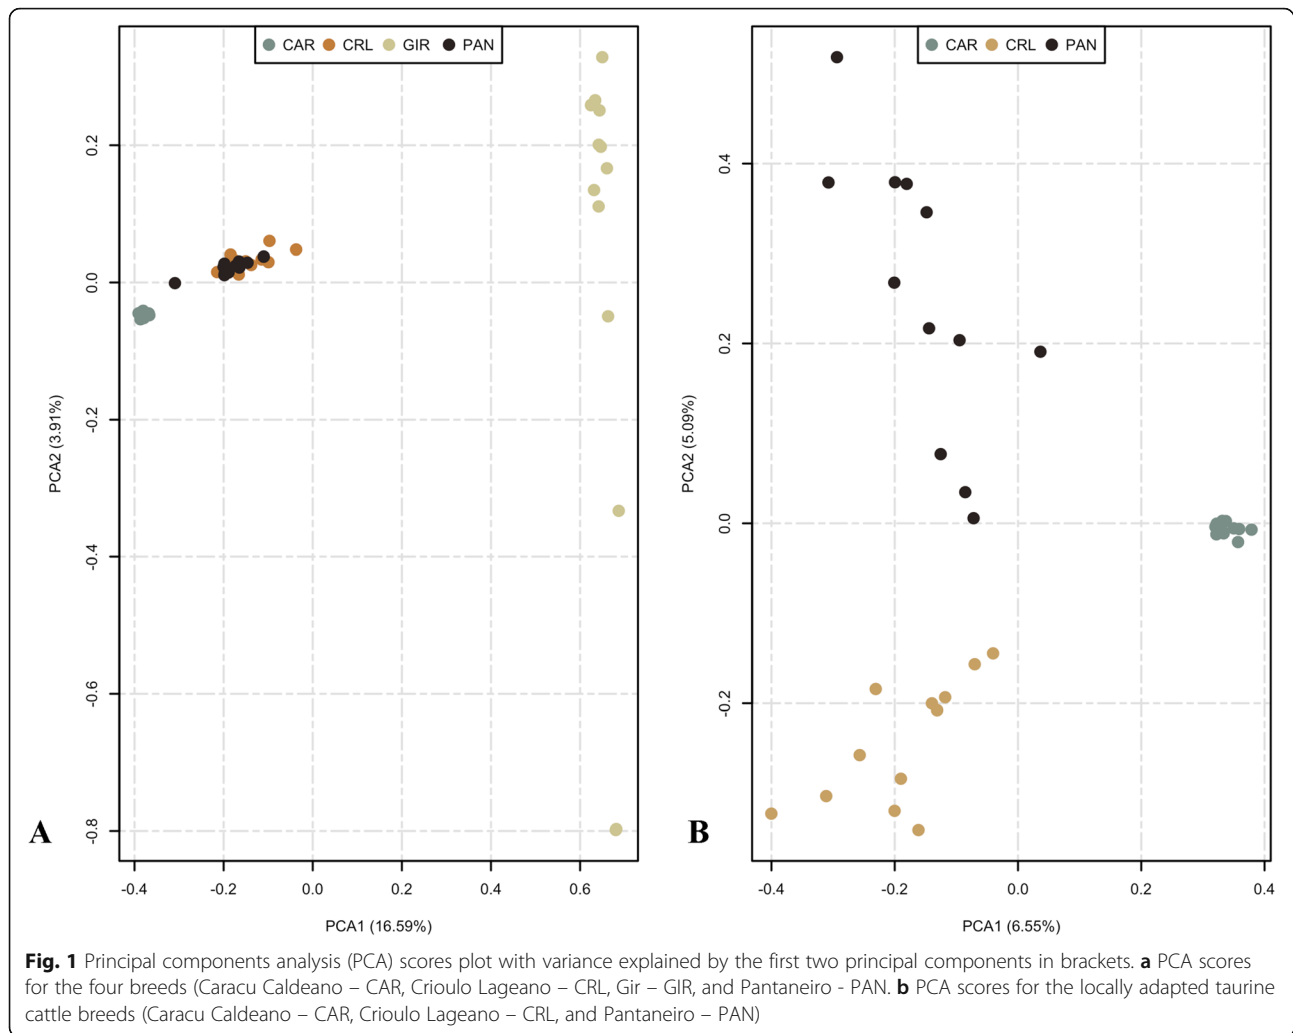 CAR CRL GIR PAN
0.2
0.0
-0.2
-0.4
-0.6
-0.8
PCA2 (3.91%)
-0.4 -0.2 0.0 0.2 0.4 0.6
PCA1 (16.59%)
A
CAR CRL PAN
0.4
0.2
0.0
-0.2
PCA2 (5.09%)
-0.4 -0.2 0.0 0.2 0.4
PCA1 (6.55%)
B
Fig. 1 Principal components analysis (PCA) scores plot with variance explained by the first two principal components in brackets. a PCA scores
for the four breeds (Caracu Caldeano – CAR, Crioulo Lageano – CRL, Gir – GIR, and Pantaneiro - PAN. b PCA scores for the locally adapted taurine
cattle breeds (Caracu Caldeano – CAR, Crioulo Lageano – CRL, and Pantaneiro – PAN)